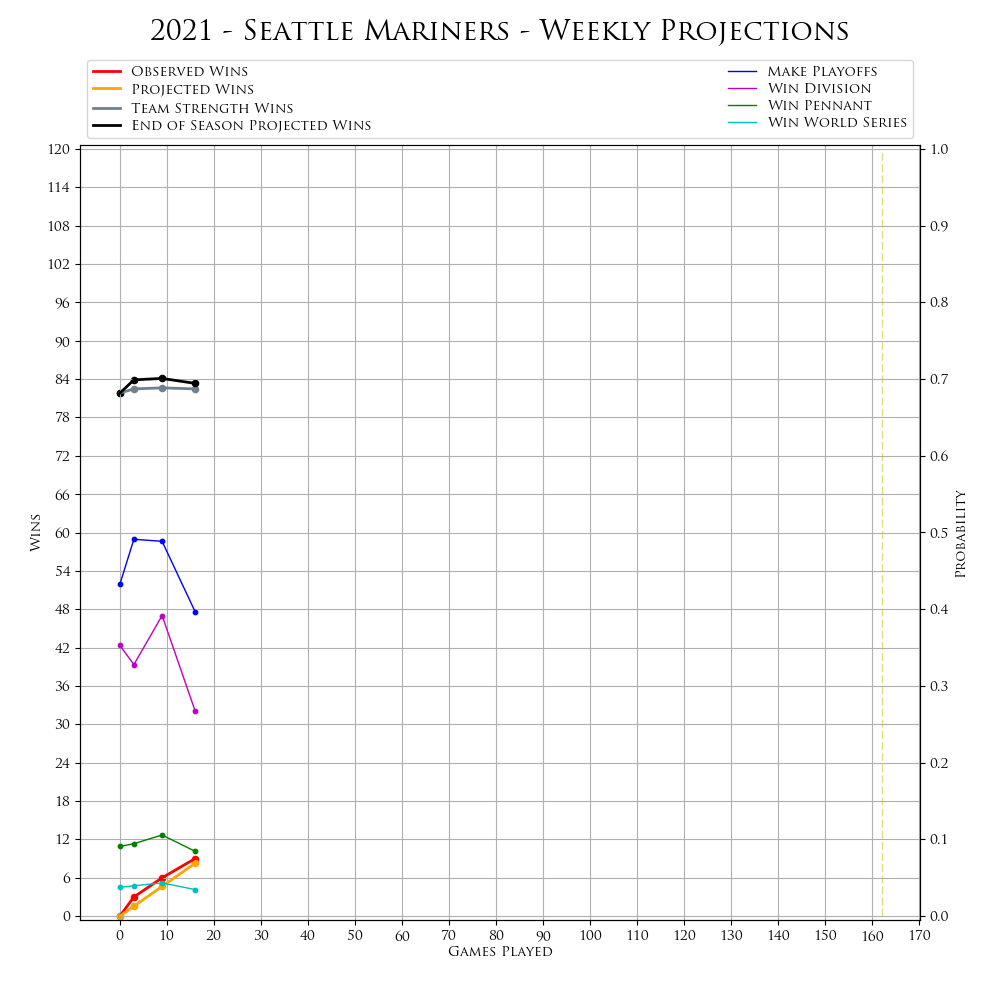 2021 - Seattle Mariners - Weekly Projections
Observed Wins
Projected Wins
Team Strength Wins
End of Season Projected Wins
Make Playoffs
Win Division
Win Pennant
Win World Series
120
114
108
102
96
90
84
78
72
66
60
54
48
42
36
30
24
18
12
6
0
Wins
1.0
0.9
0.8
0.7
0.6
0.5
0.4
0.3
0.2
0.1
0.0
Probability
0 10 20 30 40 50 60 70 80 90 100 110 120 130 140 150 160 170
Games Played